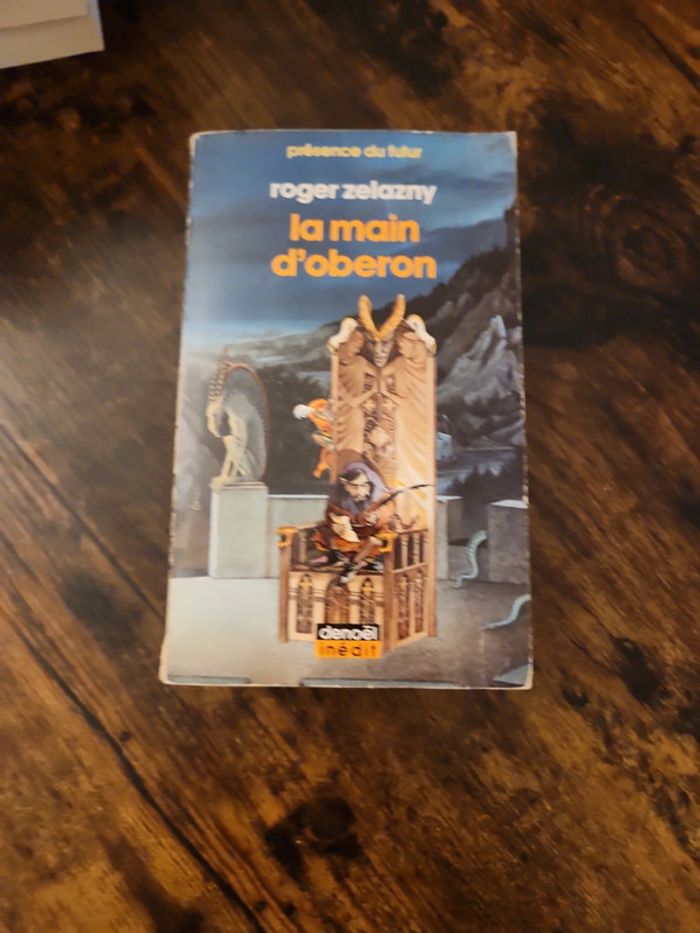 présence du futur
roger zelazny
la main
d'oberon
denoël
inédit